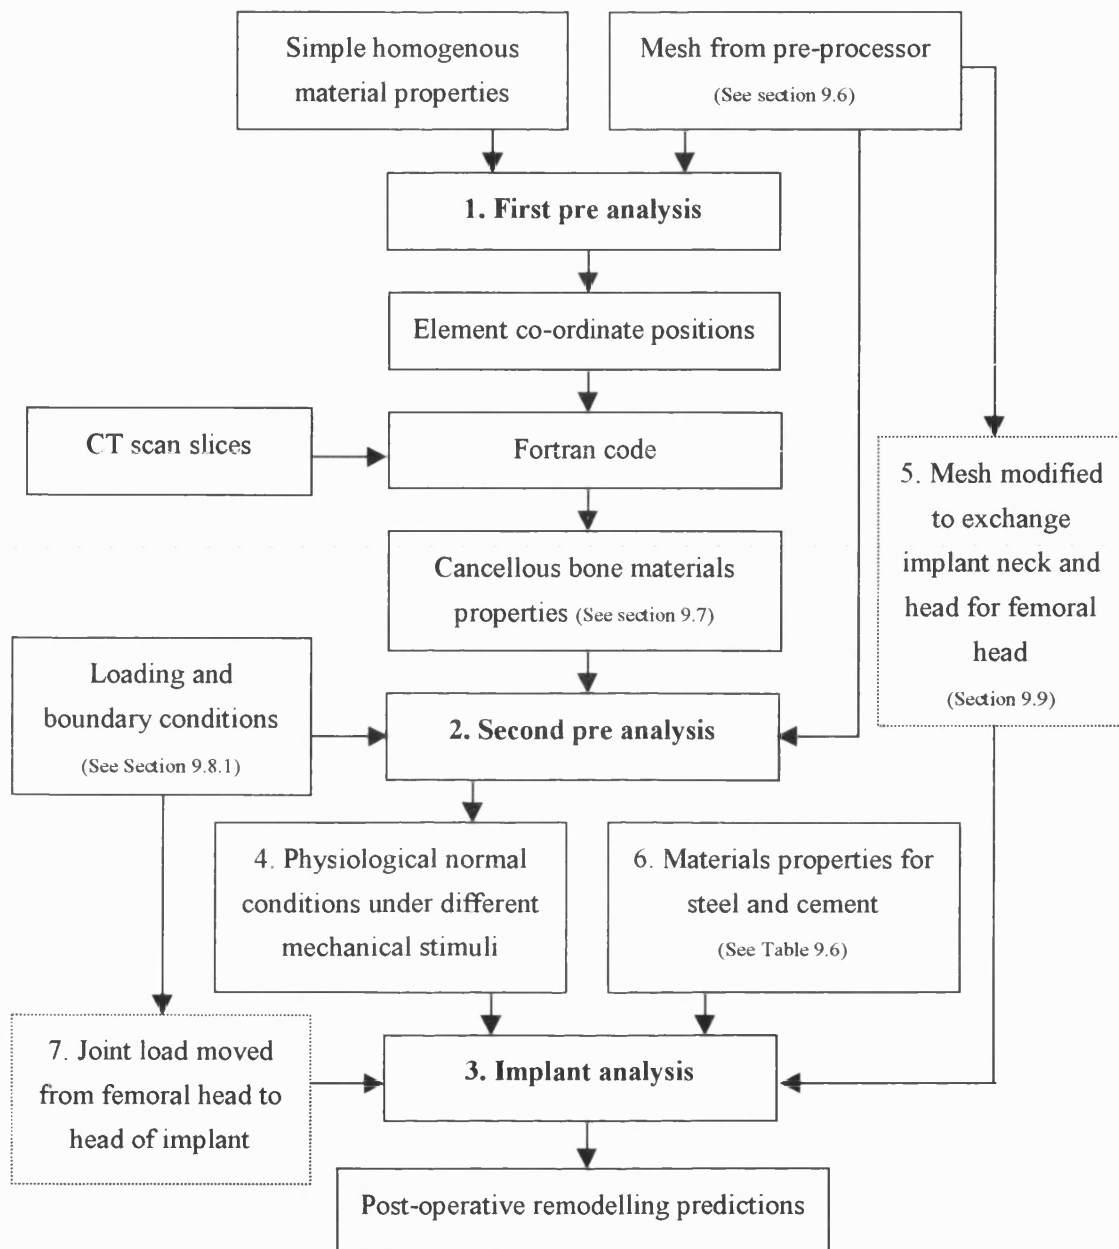 Simple homogenous
material properties
Mesh from pre-processor
(See section 9.6)
1. First pre analysis
Element co-ordinate positions
CT scan slices
Fortran code
5. Mesh modified
to exchange
implant neck and
head for femoral
head
(Section 9.9)
Cancellous bone materials
properties (See section 9.7)
Loading and
boundary conditions
(See Section 9.8.1)
2. Second pre analysis
4. Physiological normal
conditions under different
mechanical stimuli
6. Materials properties for
steel and cement
(See Table 9.6)
7. Joint load moved
from femoral head to
head of implant
3. Implant analysis
Post-operative remodelling predictions